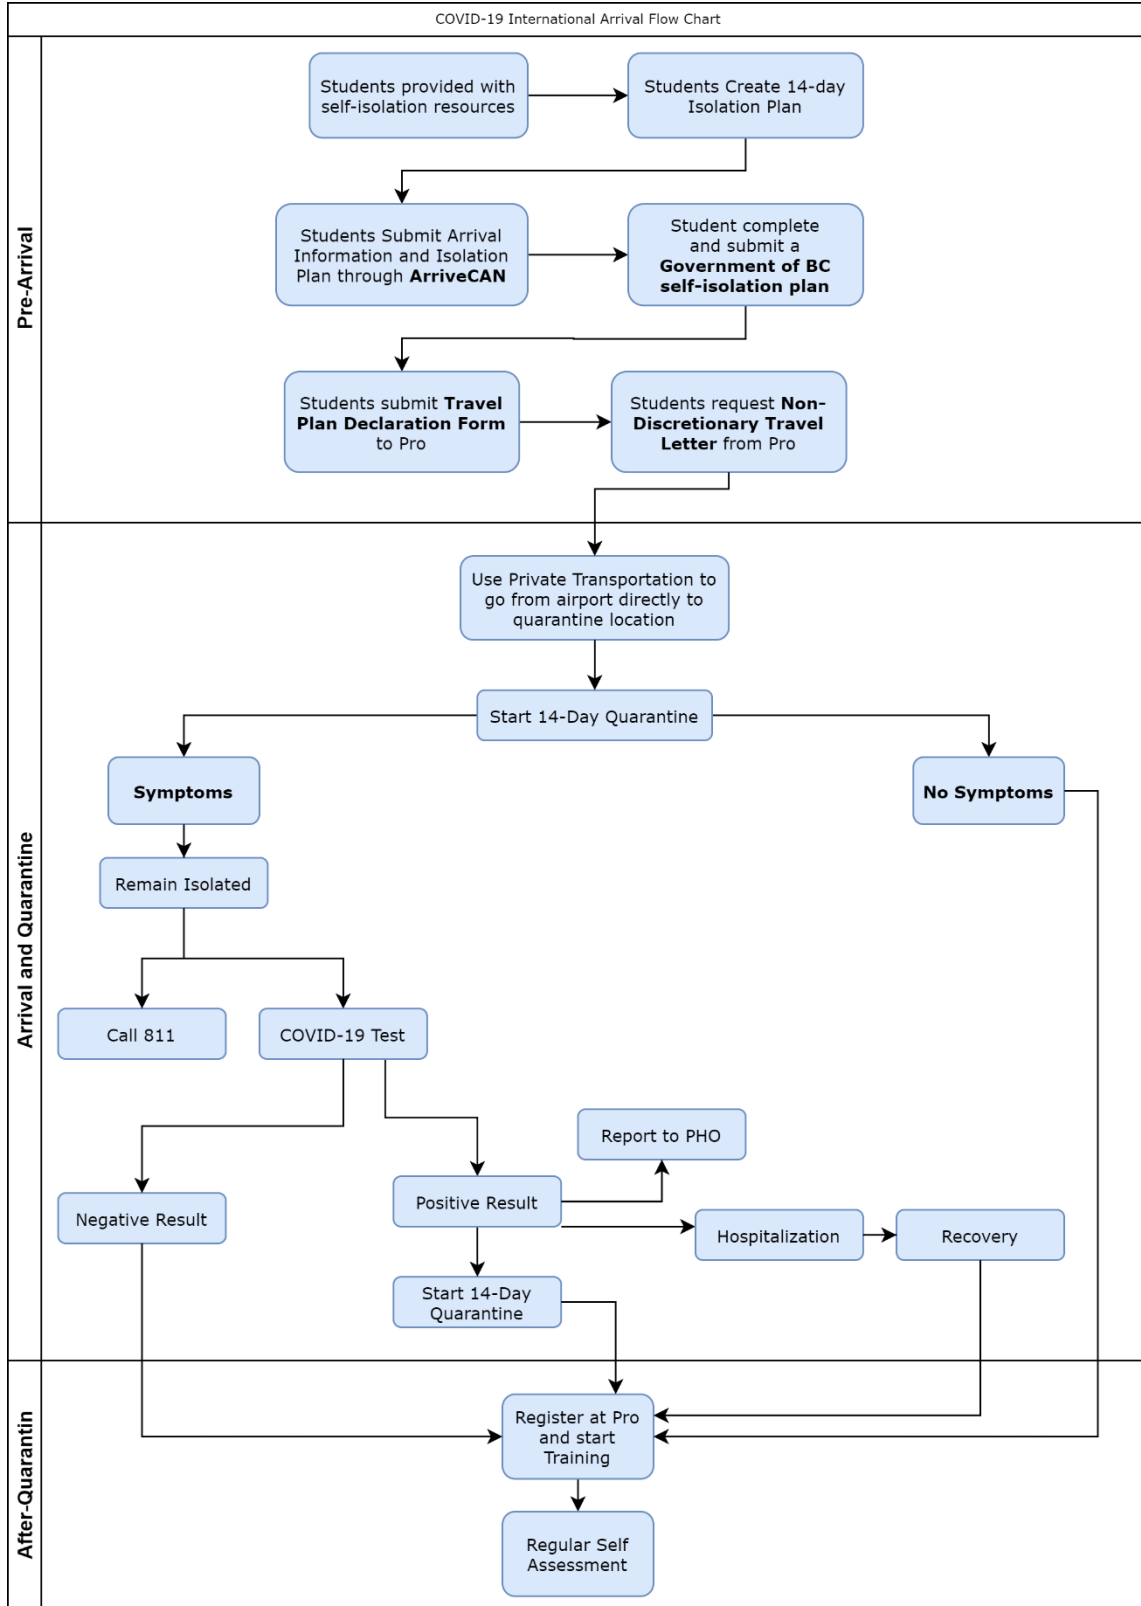 COVID-19 International Arrival Flow Chart
Pre-Arrival
Students provided with
self-isolation resources
Students Create 14-day
Isolation Plan
Students Submit Arrival
Information and Isolation
Plan through ArriveCAN
Student complete
and submit a
Government of BC
self-isolation plan
Students submit Travel
Plan Declaration Form
to Pro
Students request Non-
Discretionary Travel
Letter from Pro
Arrival and Quarantine
Use Private Transportation to
go from airport directly to
quarantine location
Start 14-Day Quarantine
Symptoms
No Symptoms
Remain Isolated
Call 811
COVID-19 Test
Report to PHO
Negative Result
Positive Result
Hospitalization
Recovery
Start 14-Day
Quarantine
After-Quarantin
Register at Pro
and start
Training
Regular Self
Assessment